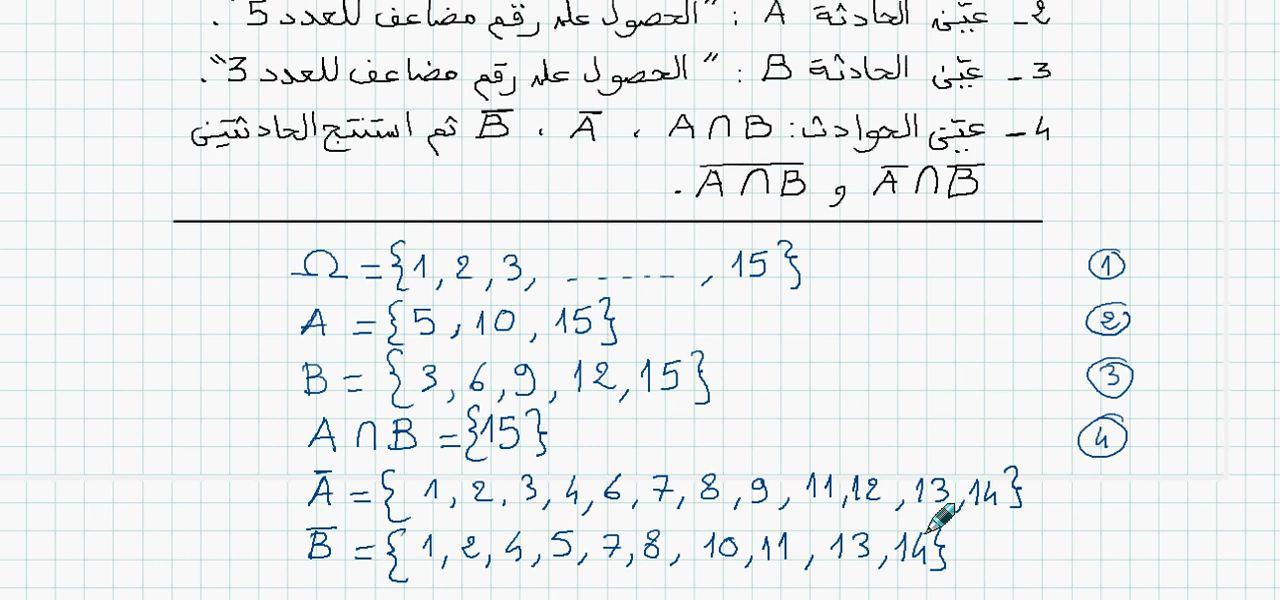 2- عيّن الحادثة A : "الحصول على رقم مضاعف للعدد 5".
3- عيّن الحادثة B : "الحصول على رقم مضاعف للعدد 3".
4- عيّن الحوادث: A∩B ، A̅ ، B̅ ثم استنتج الحادثتين
A̅∩B̅ و \overline{A∩B} .
Ω = {1, 2, 3, ------ , 15} ①
A = {5, 10, 15} ②
B = {3, 6, 9, 12, 15} ③
A∩B = {15} ④
A̅ = {1, 2, 3, 4, 6, 7, 8, 9, 11, 12, 13, 14}
B̅ = {1, 2, 4, 5, 7, 8, 10, 11, 13, 14}